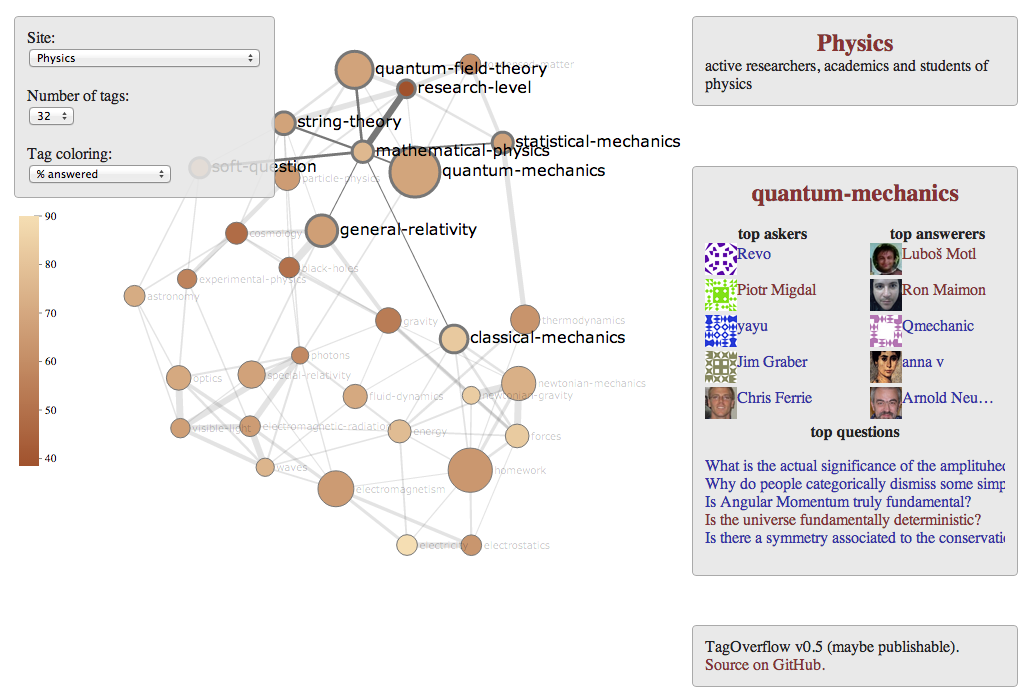 Site:
Physics
Number of tags:
32
Tag coloring:
% answered
90
80
70
60
50
40
quantum-field-theory
research-level
string-theory
statistical-mechanics
mathematical-physics
soft-question
quantum-mechanics
particle-physics
general-relativity
cosmology
black-holes
experimental-physics
astronomy
gravity
thermodynamics
classical-mechanics
photons
optics
special-relativity
newtonian-mechanics
fluid-dynamics
newtonian-gravity
visible-light
electromagnetic-radiation
energy
forces
waves
homework
electromagnetism
electricity
electrostatics
Physics
active researchers, academics and students of
physics
quantum-mechanics
top askers
top answerers
Revo
Luboš Motl
Piotr Migdal
Ron Maimon
yayu
Qmechanic
Jim Graber
anna v
Chris Ferrie
Arnold Neu…
top questions
What is the actual significance of the amplituhed
Why do people categorically dismiss some simp
Is Angular Momentum truly fundamental?
Is the universe fundamentally deterministic?
Is there a symmetry associated to the conservati
TagOverflow v0.5 (maybe publishable).
Source on GitHub.